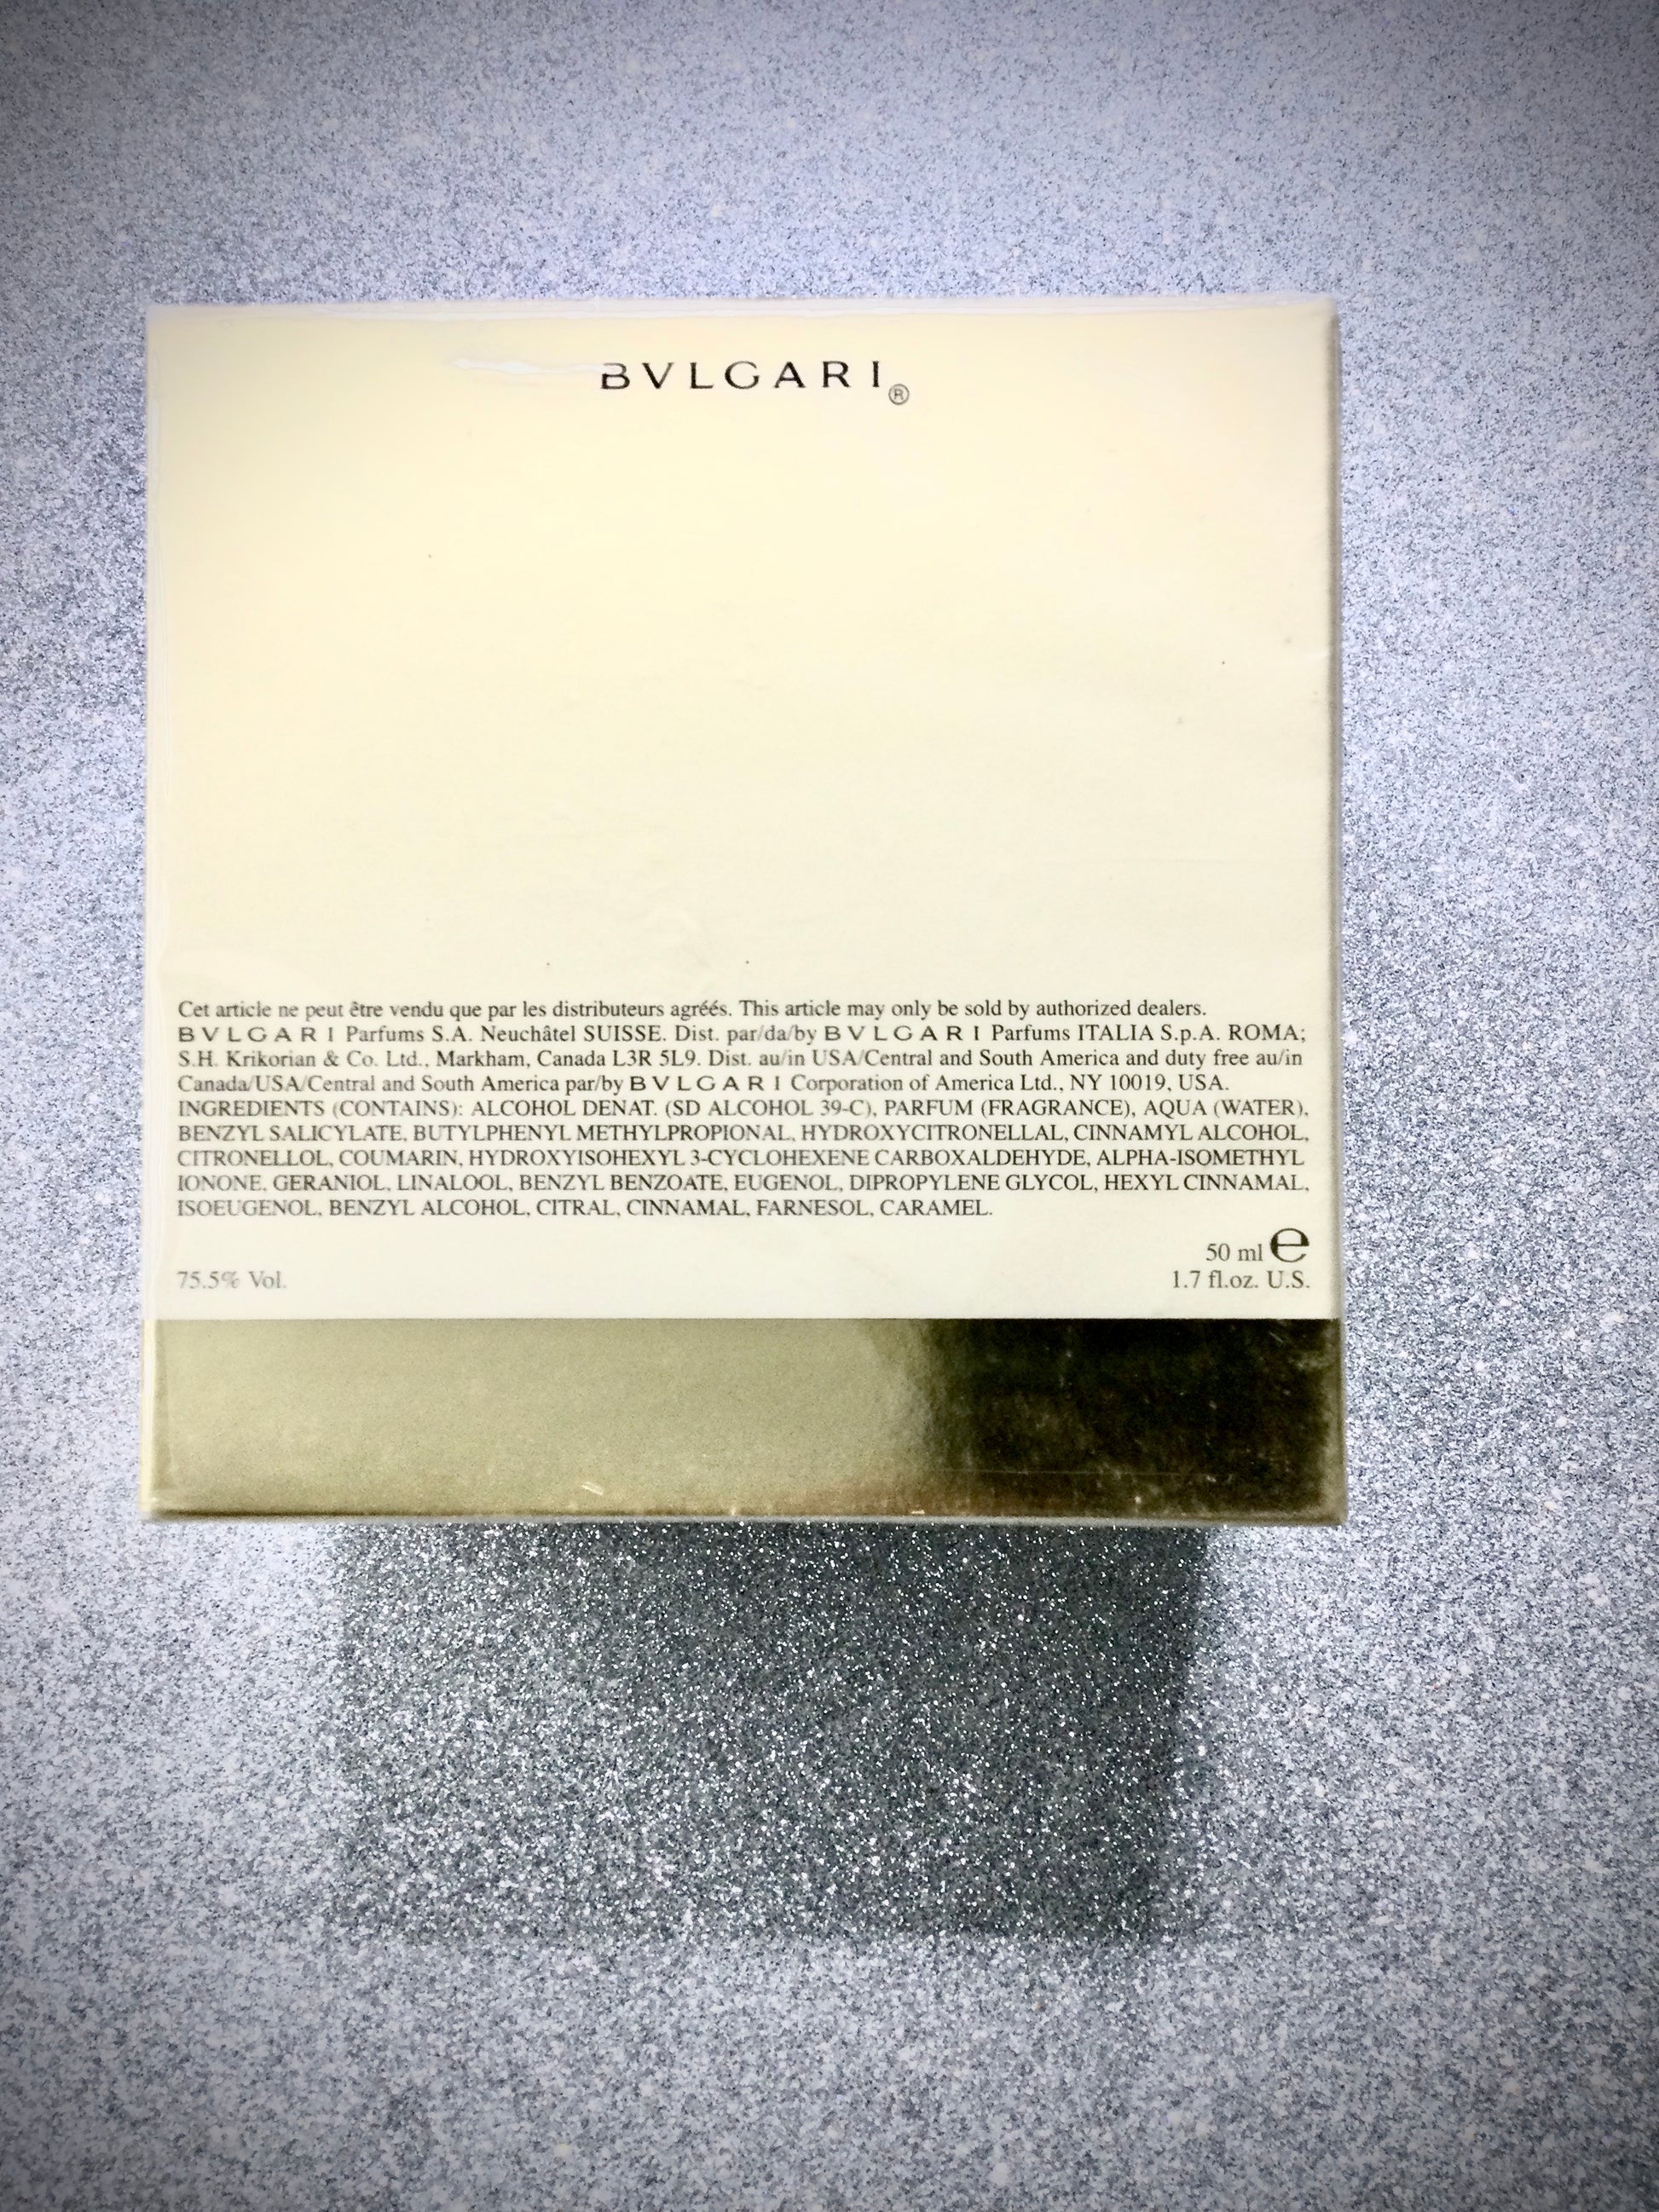 BVLGARI®
Cet article ne peut être vendu que par les distributeurs agréés. This article may only be sold by authorized dealers.
BVLGARI Parfums S.A. Neuchâtel SUISSE. Dist. par/da/by BVLGARI Parfums ITALIA S.p.A. ROMA;
S.H. Krikorian & Co. Ltd., Markham, Canada L3R 5L9. Dist. au/in USA/Central and South America and duty free au/in
Canada/USA/Central and South America par/by BVLGARI Corporation of America Ltd., NY 10019, USA.
INGREDIENTS (CONTAINS): ALCOHOL DENAT. (SD ALCOHOL 39-C), PARFUM (FRAGRANCE), AQUA (WATER),
BENZYL SALICYLATE, BUTYLPHENYL METHYLPROPIONAL, HYDROXYCITRONELLAL, CINNAMYL ALCOHOL,
CITRONELLOL, COUMARIN, HYDROXYISOHEXYL 3-CYCLOHEXENE CARBOXALDEHYDE, ALPHA-ISOMETHYL
IONONE, GERANIOL, LINALOOL, BENZYL BENZOATE, EUGENOL, DIPROPYLENE GLYCOL, HEXYL CINNAMAL,
ISOEUGENOL, BENZYL ALCOHOL, CITRAL, CINNAMAL, FARNESOL, CARAMEL.
50 ml ℮
75.5% Vol.
1.7 fl.oz. U.S.